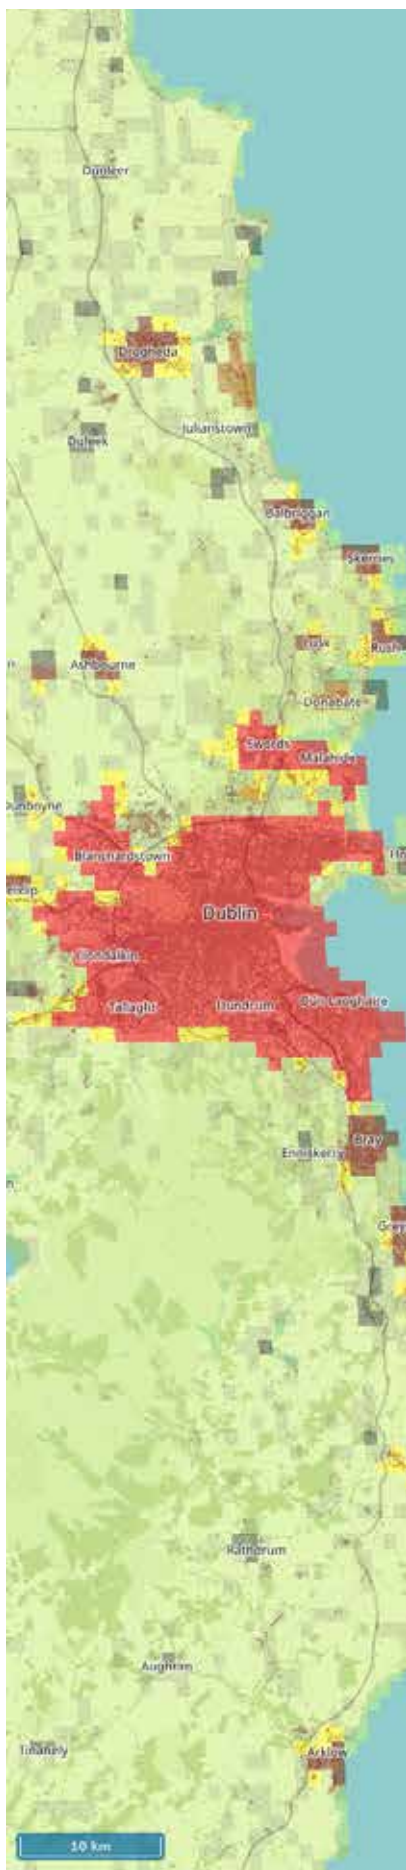 Dunleer
Drogheda
Julianstown
Duleek
Balbriggan
Skerries
Lusk
Rush
Ashbourne
Donabate
Swords
Malahide
Dunboyne
Blanchardstown
Dublin
Clondalkin
Tallaght
Dundrum
Dún Laoghaire
Bray
Enniskerry
Grey
Rathdrum
Aughrim
Tinahely
Arklow
10 km